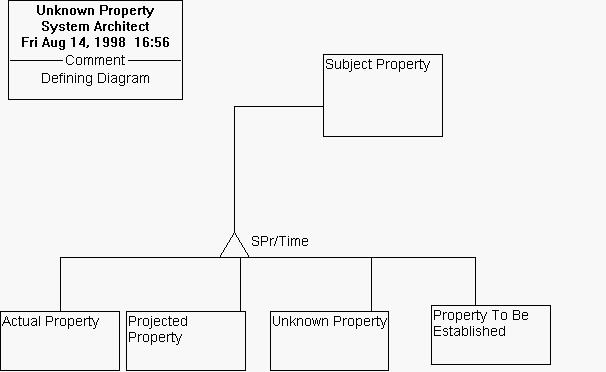 Unknown Property
System Architect
Fri Aug 14, 1998  16:56
Comment
Defining Diagram
Subject Property
SPr/Time
Actual Property
Projected
Property
Unknown Property
Property To Be
Established